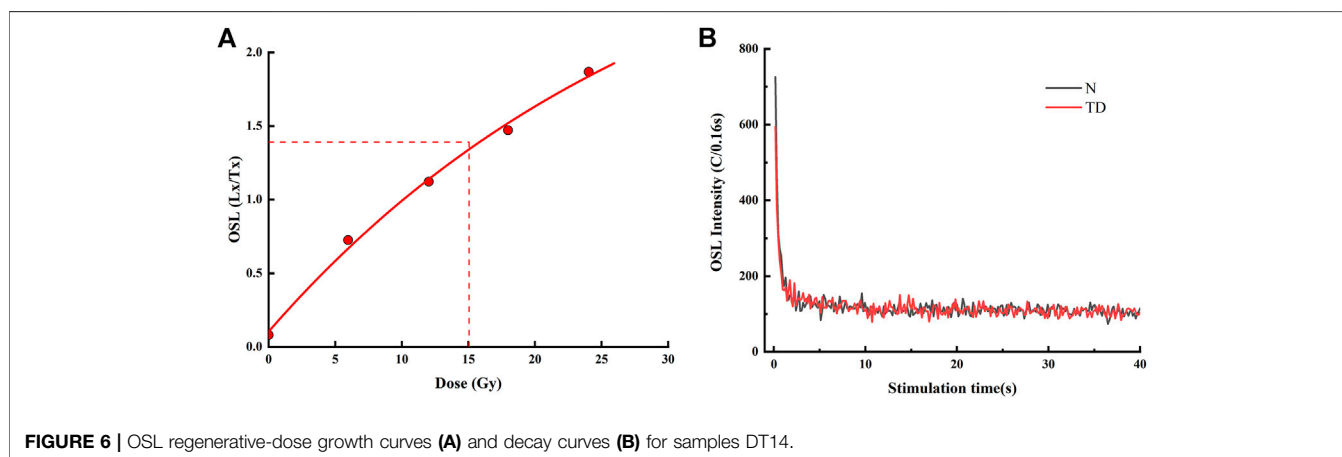 A
OSL (Lx/Tx)
2.0
1.5
1.0
0.5
0.0
0 5 10 15 20 25 30
Dose (Gy)
B
OSL Intensity (C/0.16s)
800
600
400
200
0
N
TD
0 10 20 30 40
Stimulation time(s)
FIGURE 6 | OSL regenerative-dose growth curves (A) and decay curves (B) for samples DT14.